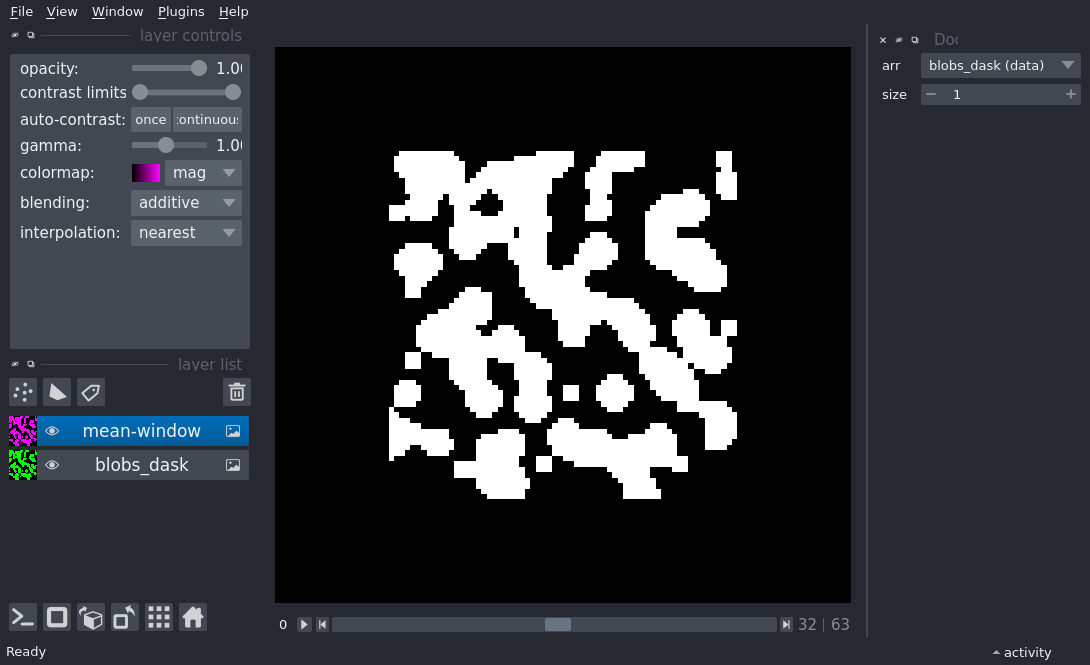 File View Window Plugins Help
layer controls
opacity: 1.0
contrast limits
auto-contrast: once ontinuou
gamma: 1.0
colormap: mag
blending: additive
interpolation: nearest
layer list
mean-window
blobs_dask
0 32 | 63
Ready
activity
Doc
arr blobs_dask (data)
size 1